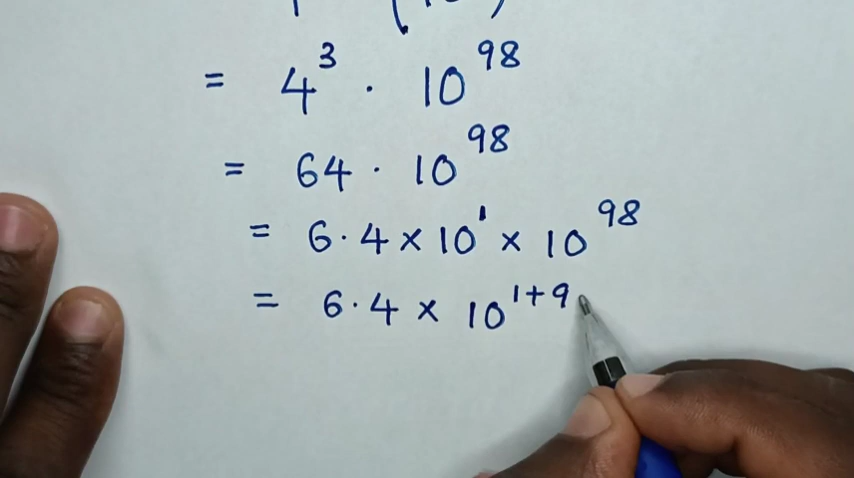 = 4³ · 10⁹⁸
= 64 · 10⁹⁸
= 6.4 × 10¹ × 10⁹⁸
= 6.4 × 10¹⁺⁹